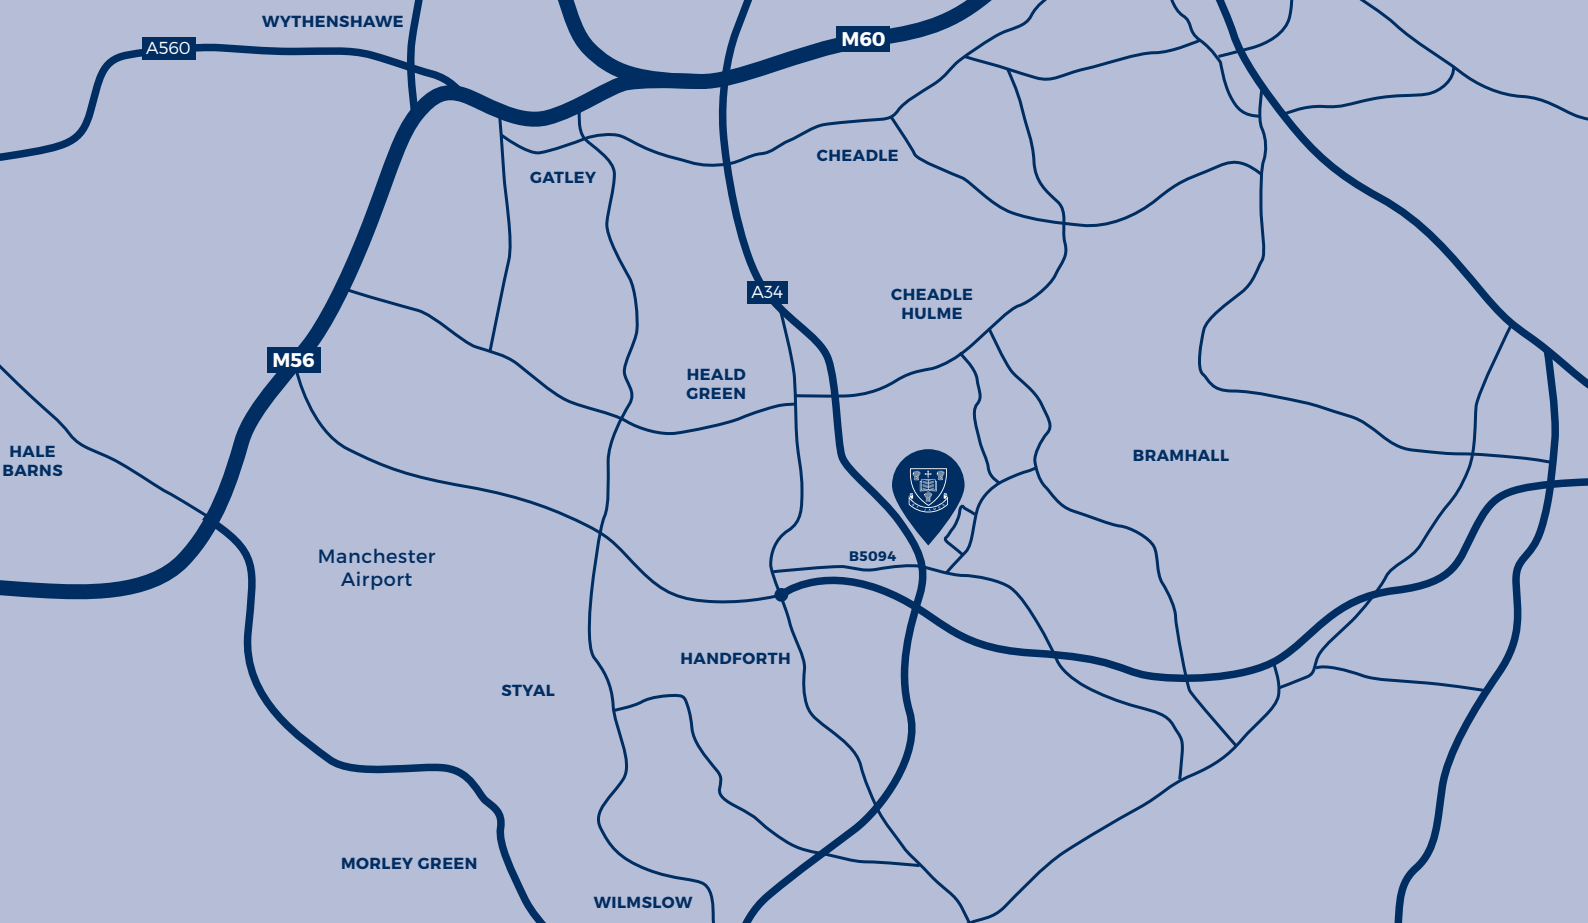 WYTHENSHAWE
A560
M60
CHEADLE
GATLEY
A34
CHEADLE
HULME
M56
HEALD
GREEN
HALE
BARNS
BRAMHALL
Manchester
Airport
B5094
HANDFORTH
STYAL
MORLEY GREEN
WILMSLOW